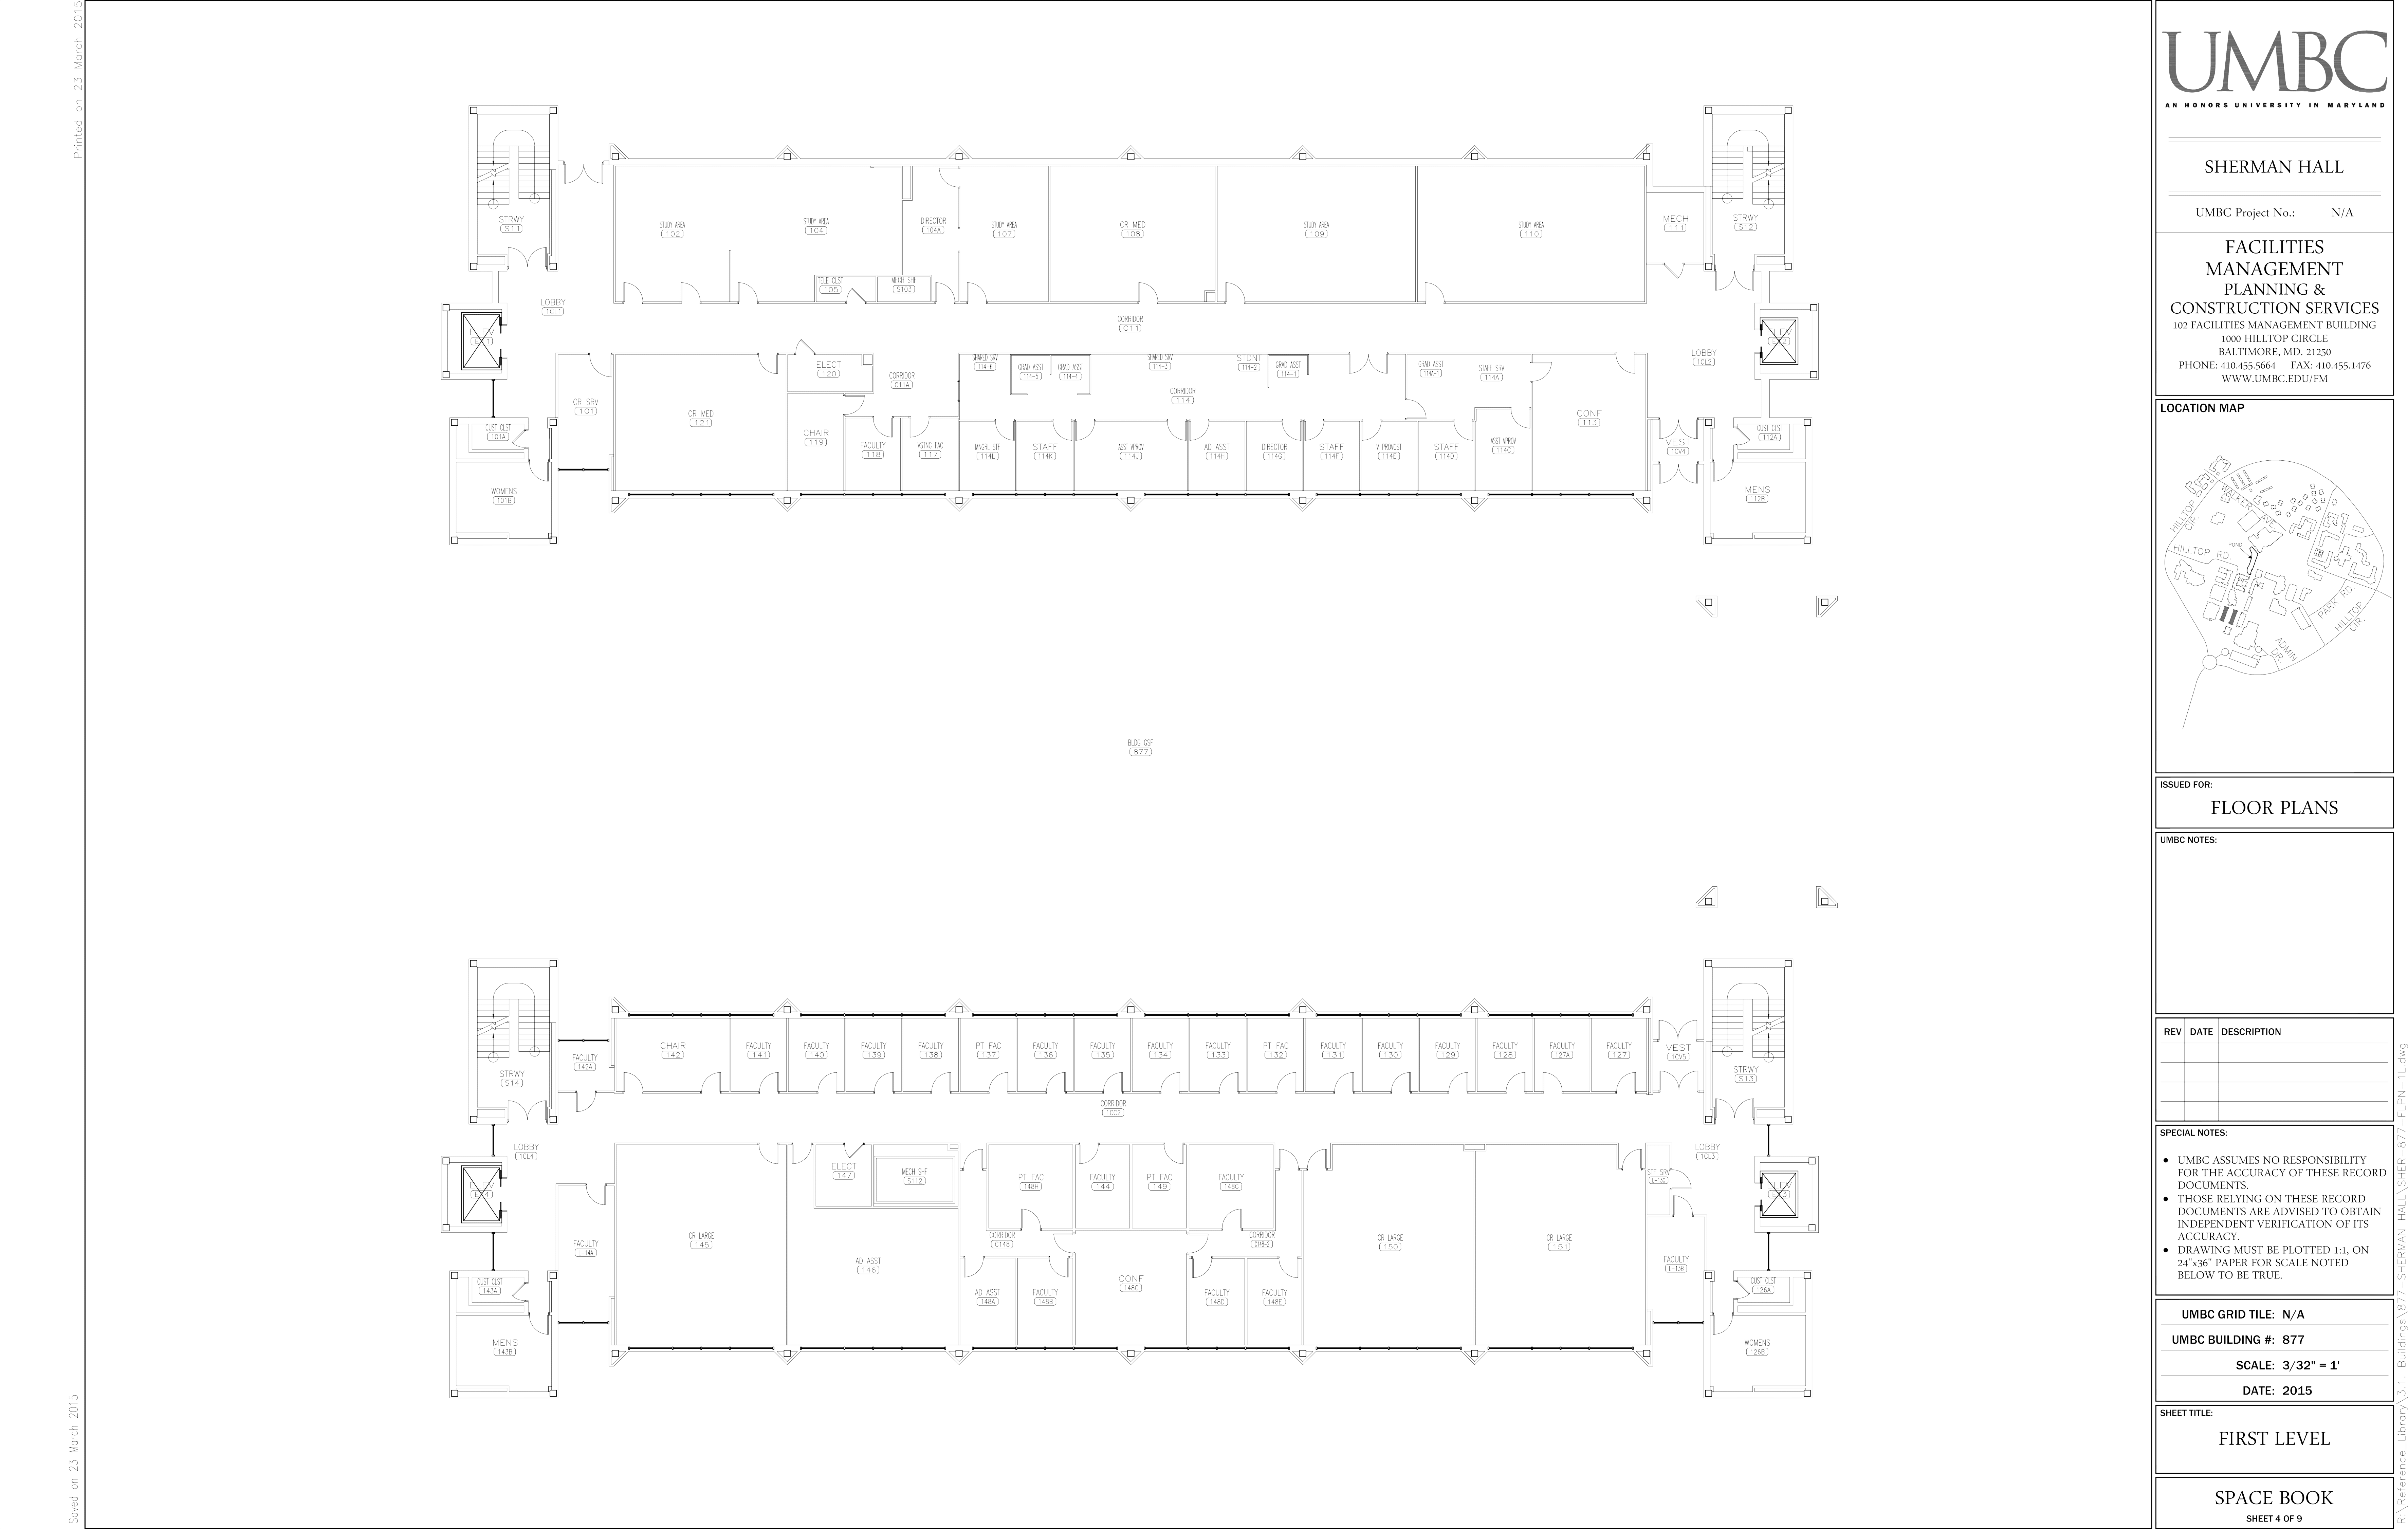 Printed on 23 March 2015
Saved on 23 March 2015
STRWY
S11
LOBBY
1CL1
ELEV
STUDY AREA
102
STUDY AREA
104
TELE CLST
105
MECH SHF
S103
DIRECTOR
104A
STUDY AREA
107
CR MED
108
STUDY AREA
109
STUDY AREA
110
MECH
111
STRWY
S12
CORRIDOR
C11
LOBBY
1CL2
ELEV
CR SRV
101
CUST CLST
101A
WOMENS
101B
CR MED
121
ELECT
120
CHAIR
119
CORRIDOR
C11A
FACULTY
118
VSTNG FAC
117
SHARED SRV
114-6
GRAD ASST
114-5
GRAD ASST
114-4
SHARED SRV
114-3
STDNT
114-2
GRAD ASST
114-1
CORRIDOR
114
GRAD ASST
114A-1
STAFF SRV
114A
MNGRL STF
114L
STAFF
114K
ASST VPROV
114J
AD ASST
114H
DIRECTOR
114G
STAFF
114F
V PROVOST
114E
STAFF
114D
ASST VPROV
114C
CONF
113
VEST
1CV4
CUST CLST
112A
MENS
112B
BLDG GSF
877
STRWY
S14
FACULTY
142A
CHAIR
142
FACULTY
141
FACULTY
140
FACULTY
139
FACULTY
138
PT FAC
137
FACULTY
136
FACULTY
135
FACULTY
134
FACULTY
133
PT FAC
132
FACULTY
131
FACULTY
130
FACULTY
129
FACULTY
128
FACULTY
127A
FACULTY
127
VEST
1CV5
STRWY
S13
CORRIDOR
1CC2
LOBBY
1CL4
ELEV
LOBBY
1CL3
ELEV
FACULTY
L-14A
CUST CLST
143A
MENS
143B
CR LARGE
145
ELECT
147
MECH SHF
S112
AD ASST
146
PT FAC
148H
FACULTY
144
PT FAC
149
FACULTY
148G
CORRIDOR
C148
CORRIDOR
C148-2
AD ASST
148A
FACULTY
148B
CONF
148C
FACULTY
148D
FACULTY
148E
CR LARGE
150
CR LARGE
151
STF SRV
L-13C
FACULTY
L-13B
CUST CLST
126A
WOMENS
126B
UMBC
AN HONORS UNIVERSITY IN MARYLAND
SHERMAN HALL
UMBC Project No.: N/A
FACILITIES
MANAGEMENT
PLANNING &
CONSTRUCTION SERVICES
102 FACILITIES MANAGEMENT BUILDING
1000 HILLTOP CIRCLE
BALTIMORE, MD. 21250
PHONE: 410.455.5664 FAX: 410.455.1476
WWW.UMBC.EDU/FM
LOCATION MAP
HILLTOP
CIR.
WALKER AVE.
HILLTOP RD.
POND
PARK RD.
HILLTOP
CIR.
ADMIN
DR.
ISSUED FOR:
FLOOR PLANS
UMBC NOTES:
REV DATE DESCRIPTION
SPECIAL NOTES:
● UMBC ASSUMES NO RESPONSIBILITY
FOR THE ACCURACY OF THESE RECORD
DOCUMENTS.
● THOSE RELYING ON THESE RECORD
DOCUMENTS ARE ADVISED TO OBTAIN
INDEPENDENT VERIFICATION OF ITS
ACCURACY.
● DRAWING MUST BE PLOTTED 1:1, ON
24"x36" PAPER FOR SCALE NOTED
BELOW TO BE TRUE.
UMBC GRID TILE: N/A
UMBC BUILDING #: 877
SCALE: 3/32" = 1'
DATE: 2015
SHEET TITLE:
FIRST LEVEL
SPACE BOOK
SHEET 4 OF 9
R:\Reference_Library\3.1. Buildings\877-SHERMAN HALL\SHER-877-FLPN-1L.dwg